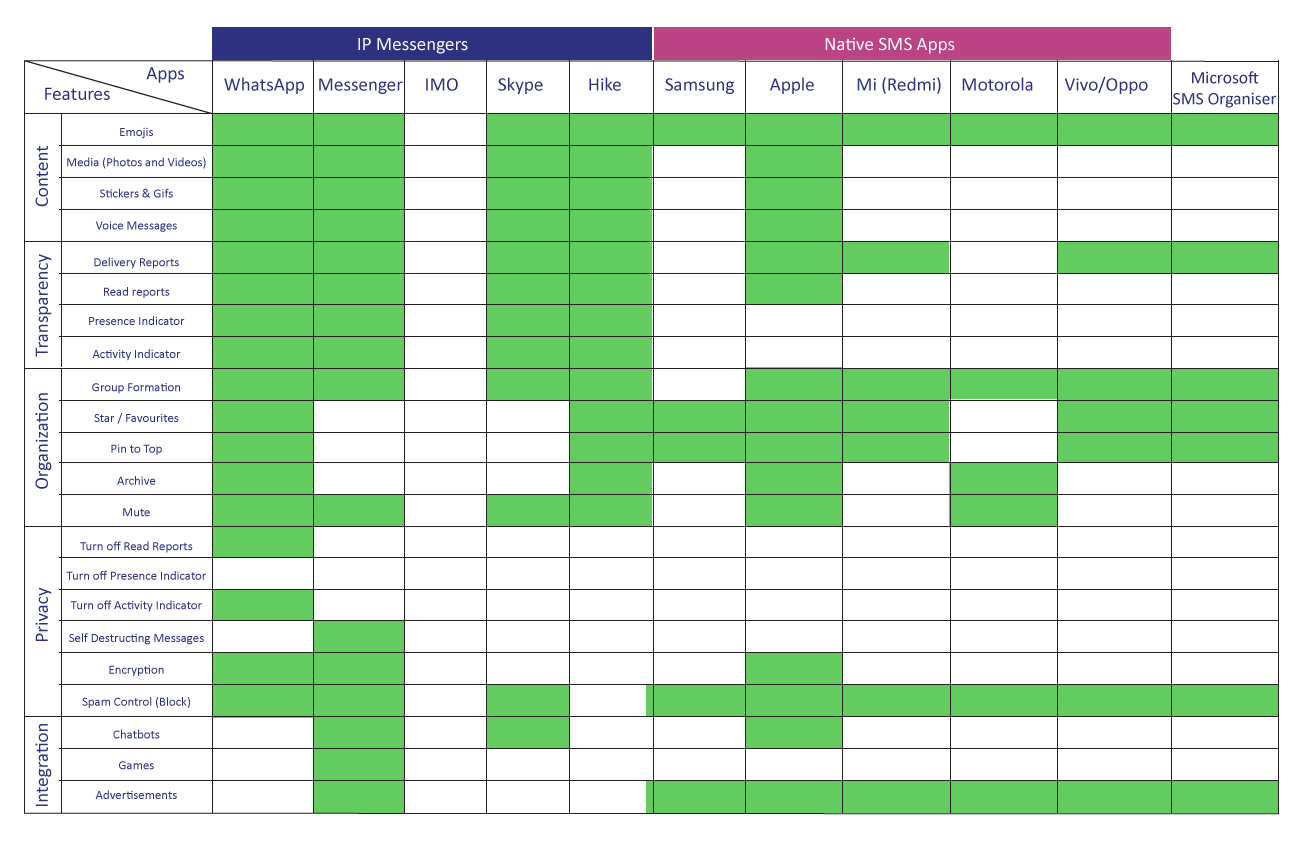 IP Messengers
Native SMS Apps
Apps
Features
WhatsApp
Messenger
IMO
Skype
Hike
Samsung
Apple
Mi (Redmi)
Motorola
Vivo/Oppo
Microsoft
SMS Organiser
Content
Emojis
Media (Photos and Videos)
Stickers & Gifs
Voice Messages
Transparency
Delivery Reports
Read reports
Presence Indicator
Activity Indicator
Organization
Group Formation
Star / Favourites
Pin to Top
Archive
Mute
Privacy
Turn off Read Reports
Turn off Presence Indicator
Turn off Activity Indicator
Self Destructing Messages
Encryption
Spam Control (Block)
Integration
Chatbots
Games
Advertisements